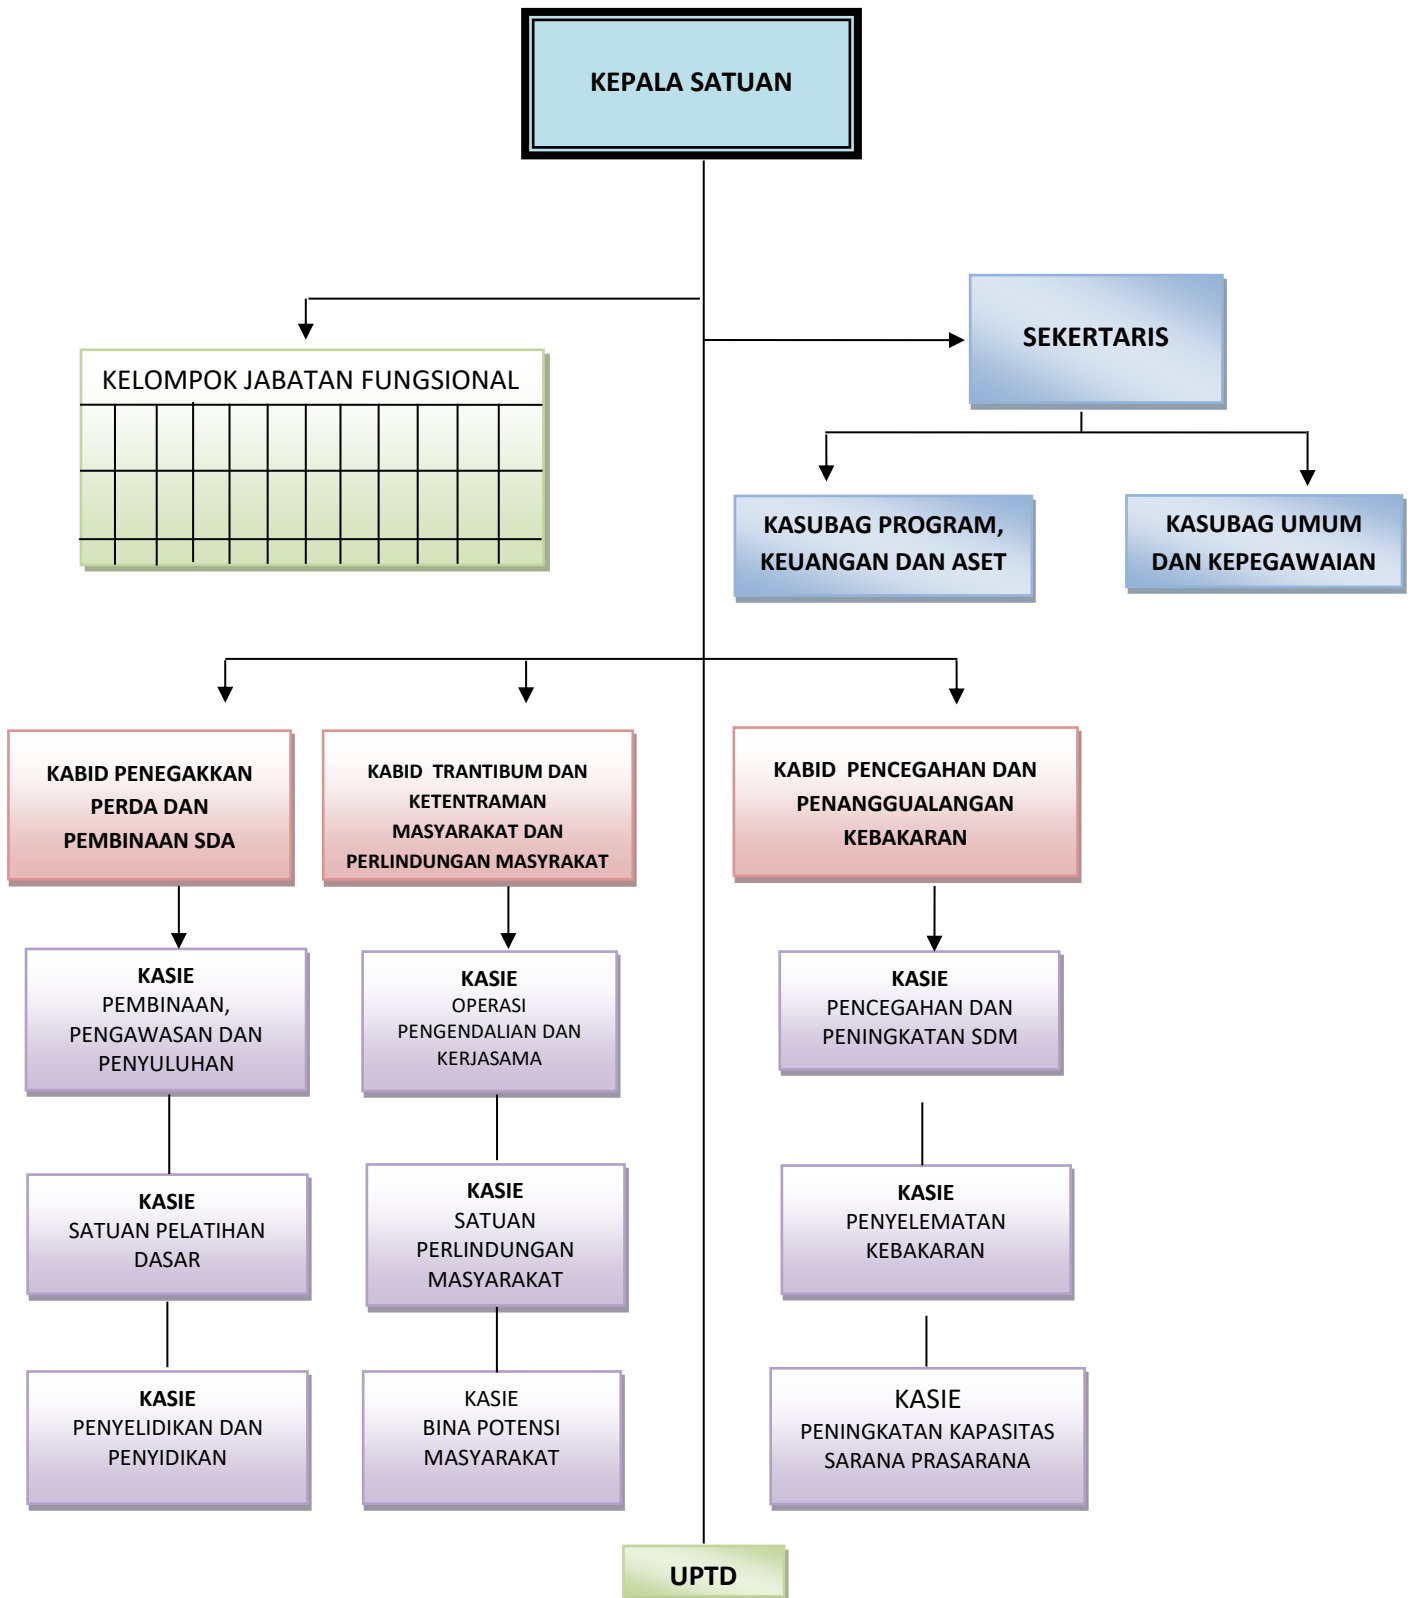 KEPALA SATUAN
SEKERTARIS
KELOMPOK JABATAN FUNGSIONAL
KASUBAG PROGRAM,
KEUANGAN DAN ASET
KASUBAG UMUM
DAN KEPEGAWAIAN
KABID PENEGAKKAN
PERDA DAN
PEMBINAAN SDA
KABID TRANTIBUM DAN
KETENTRAMAN
MASYARAKAT DAN
PERLINDUNGAN MASYRAKAT
KABID PENCEGAHAN DAN
PENANGGUALANGAN
KEBAKARAN
KASIE
PEMBINAAN,
PENGAWASAN DAN
PENYULUHAN
KASIE
OPERASI
PENGENDALIAN DAN
KERJASAMA
KASIE
PENCEGAHAN DAN
PENINGKATAN SDM
KASIE
SATUAN PELATIHAN
DASAR
KASIE
SATUAN
PERLINDUNGAN
MASYARAKAT
KASIE
PENYELEMATAN
KEBAKARAN
KASIE
PENYELIDIKAN DAN
PENYIDIKAN
KASIE
BINA POTENSI
MASYARAKAT
KASIE
PENINGKATAN KAPASITAS
SARANA PRASARANA
UPTD